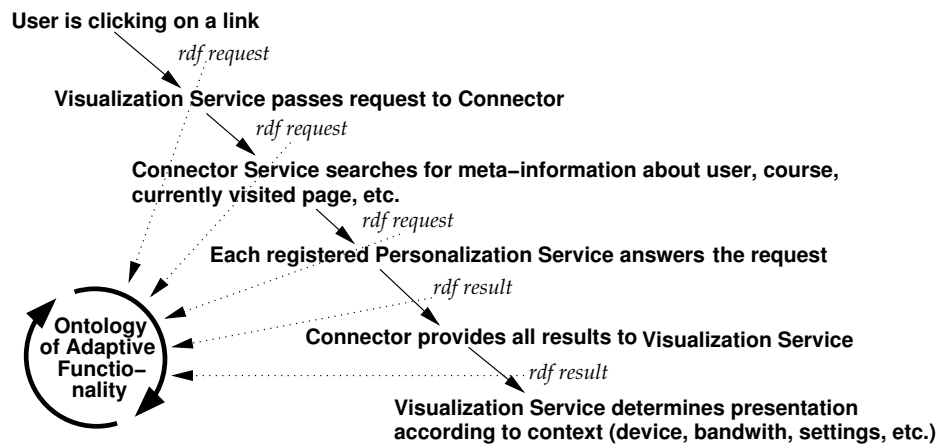 User is clicking on a link
rdf request
Visualization Service passes request to Connector
rdf request
Connector Service searches for meta−information about user, course,
currently visited page, etc.
rdf request
Each registered Personalization Service answers the request
rdf result
Connector provides all results to Visualization Service
rdf result
Visualization Service determines presentation
according to context (device, bandwith, settings, etc.)
Ontology
of Adaptive
Functio−
nality